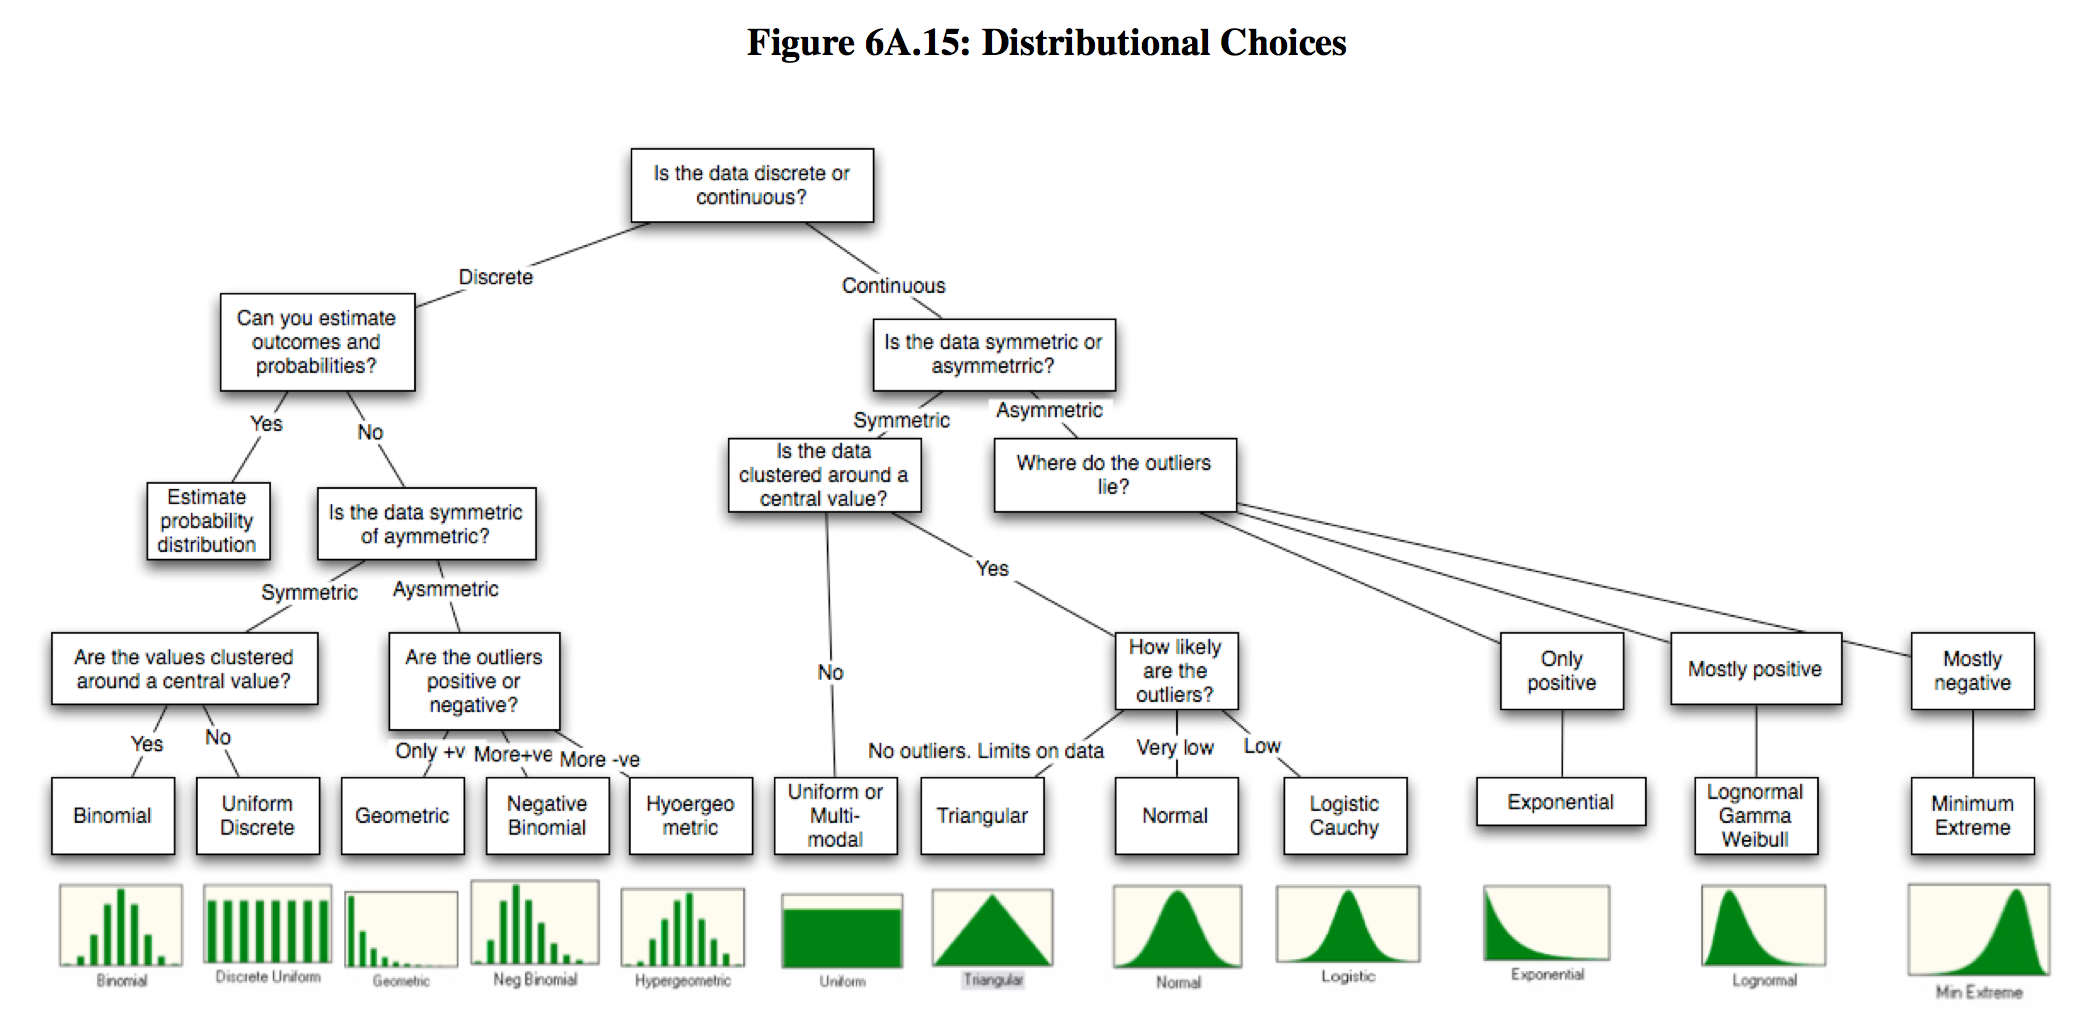 Figure 6A.15: Distributional Choices
Is the data discrete or
continuous?
Discrete
Continuous
Can you estimate
outcomes and
probabilities?
Is the data symmetric or
asymmetrric?
Yes
No
Symmetric
Asymmetric
Estimate
probability
distribution
Is the data symmetric
of aymmetric?
Is the data
clustered around a
central value?
Where do the outliers
lie?
Symmetric
Aysmmetric
Yes
No
Are the values clustered
around a central value?
Are the outliers
positive or
negative?
How likely
are the
outliers?
Only
positive
Mostly positive
Mostly
negative
Yes
No
Only +v
More+ve
More -ve
No outliers. Limits on data
Very low
Low
Binomial
Uniform
Discrete
Geometric
Negative
Binomial
Hyoergeo
metric
Uniform or
Multi-
modal
Triangular
Normal
Logistic
Cauchy
Exponential
Lognormal
Gamma
Weibull
Minimum
Extreme
Binomial
Discrete Uniform
Geometric
Neg Binomial
Hypergeometric
Uniform
Triangular
Normal
Logistic
Exponential
Lognormal
Min Extreme